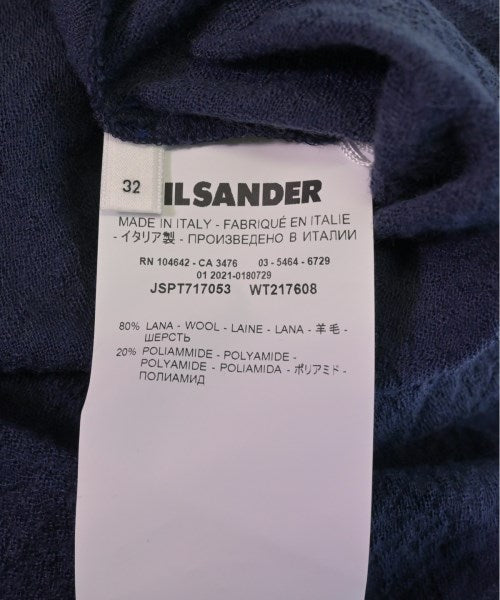 32
IL SANDER
MADE IN ITALY - FABRIQUÉ EN ITALIE
- イタリア製 - ПРОИЗВЕДЕНО В ИТАЛИИ
RN 104642 - CA 3476 03 - 5464 - 6729
01 2021-0180729
JSPT717053 WT217608
80% LANA - WOOL - LAINE - LANA - 羊毛 -
ШЕРСТЬ
20% POLIAMMIDE - POLYAMIDE -
POLYAMIDE - POLIAMIDA - ポリアミド -
ПОЛИАМИД